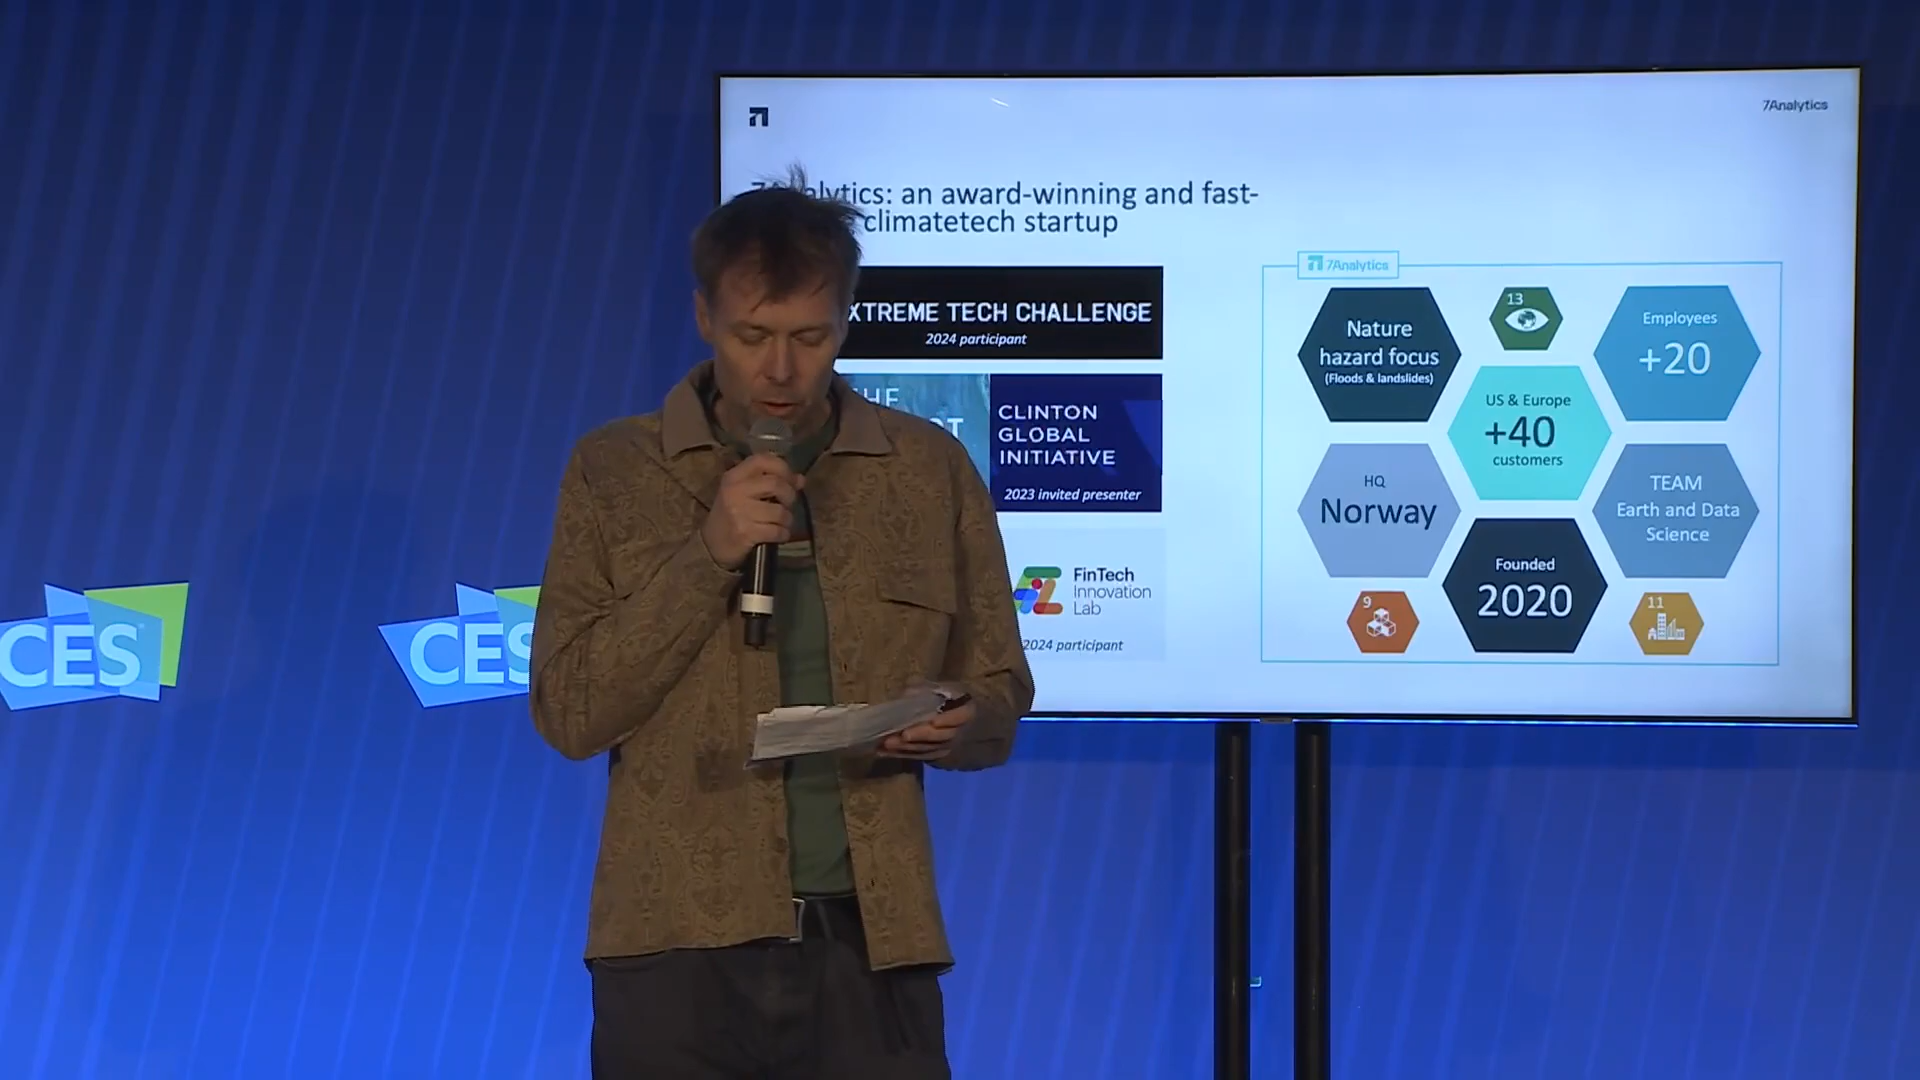 7Analytics
alytics: an award-winning and fast-
climatetech startup
XTREME TECH CHALLENGE
2024 participant
HE
CLINTON
GLOBAL
INITIATIVE
2023 invited presenter
FinTech
Innovation
Lab
2024 participant
7Analytics
Nature
hazard focus
(Floods & landslides)
13
Employees
+20
US & Europe
+40
customers
HQ
Norway
TEAM
Earth and Data
Science
Founded
2020
9
11
CES
CES